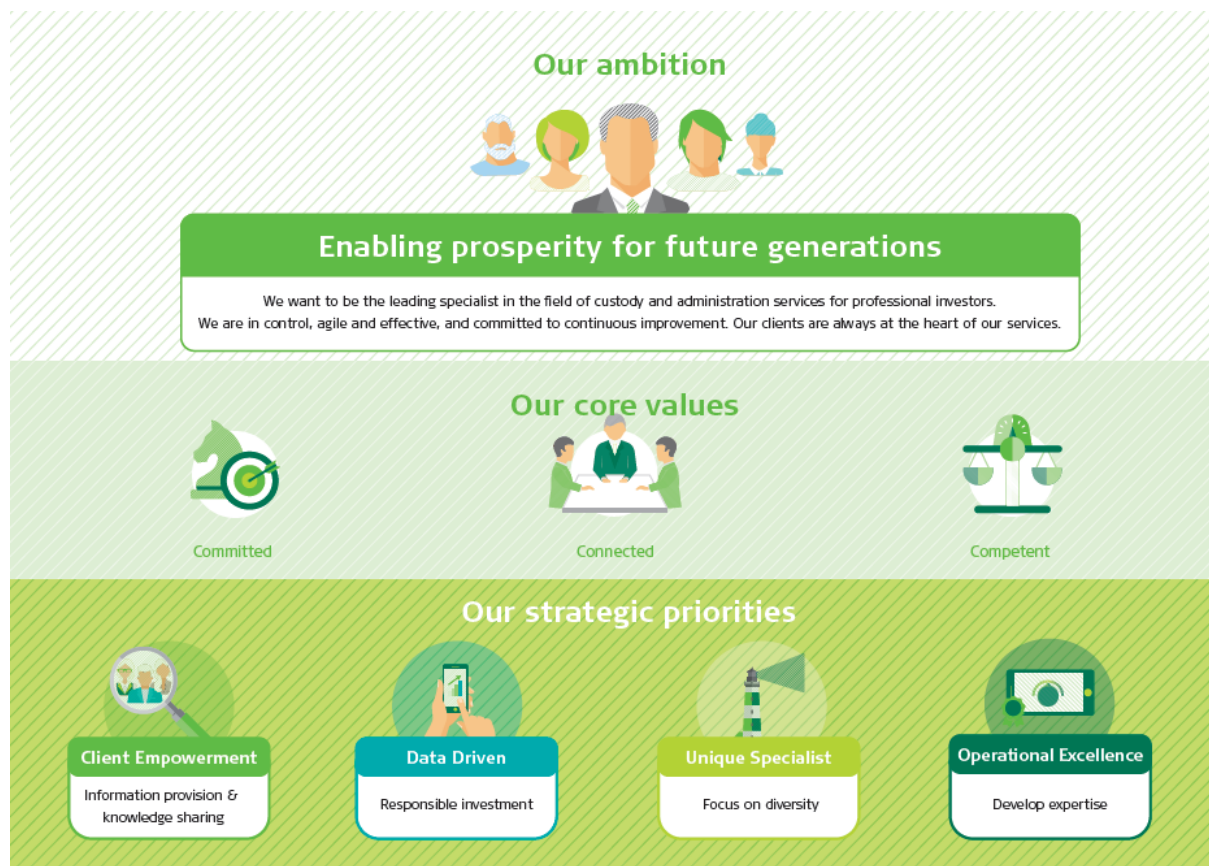 Our ambition
Enabling prosperity for future generations
We want to be the leading specialist in the field of custody and administration services for professional investors.
We are in control, agile and effective, and committed to continuous improvement. Our clients are always at the heart of our services.
Our core values
Committed
Connected
Competent
Our strategic priorities
Client Empowerment
Information provision &
knowledge sharing
Data Driven
Responsible investment
Unique Specialist
Focus on diversity
Operational Excellence
Develop expertise